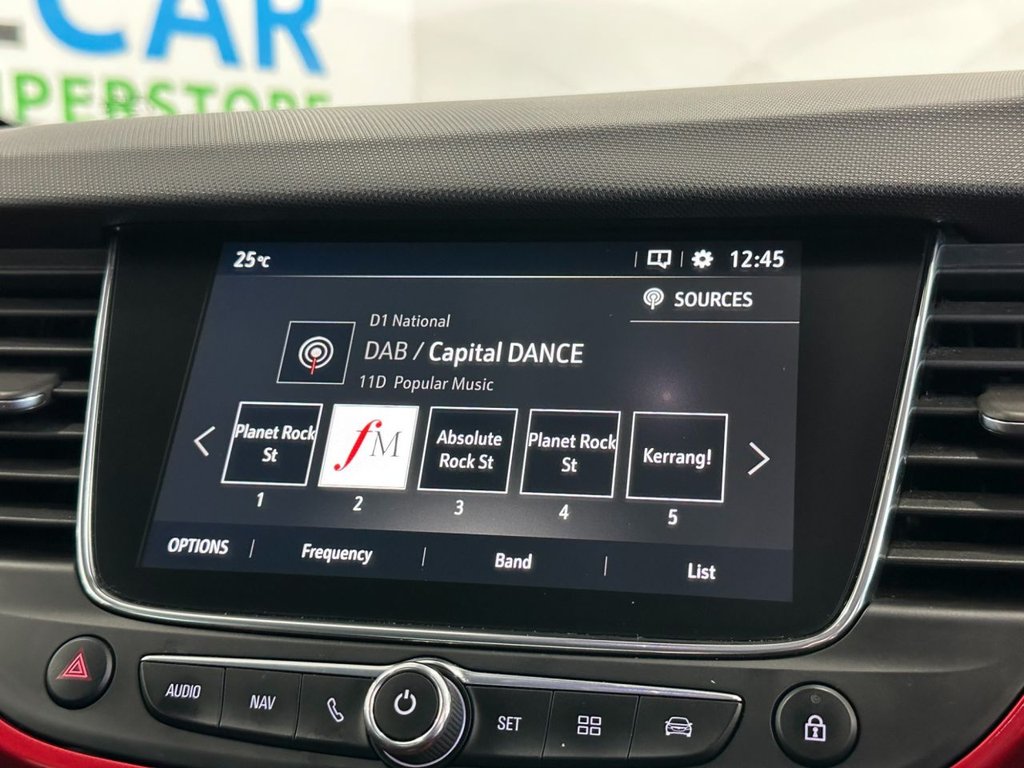 CAR
PERSTORE
25°C
12:45
SOURCES
D1 National
DAB / Capital DANCE
11D Popular Music
Planet Rock
St
fM
Absolute
Rock St
Planet Rock
St
Kerrang!
1
2
3
4
5
OPTIONS
Frequency
Band
List
AUDIO
NAV
SET